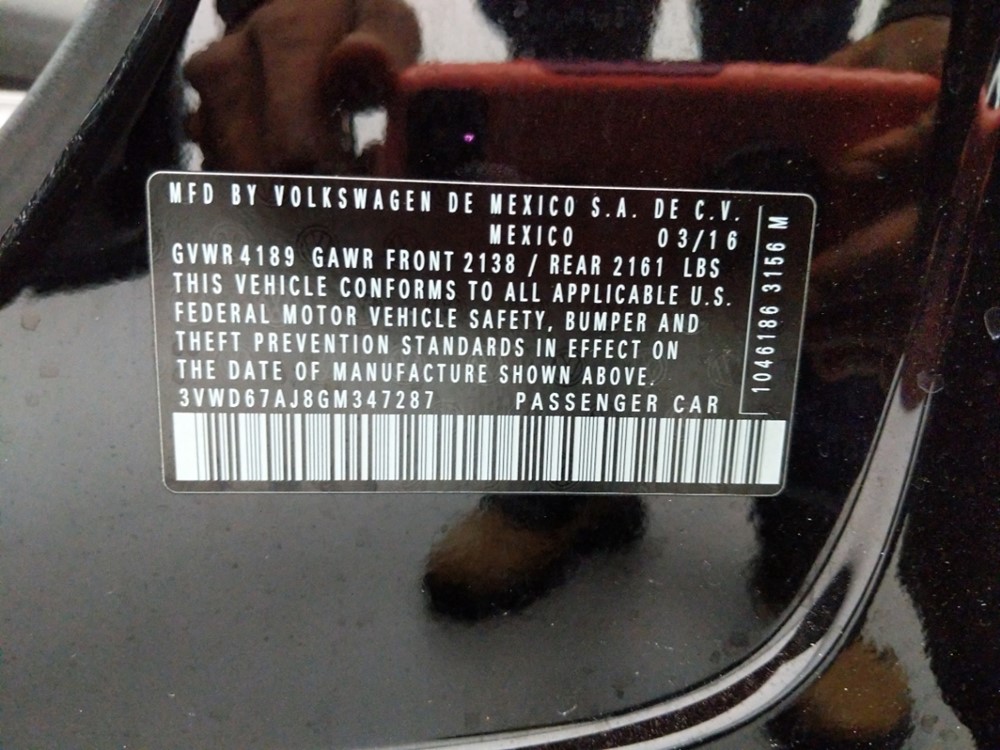 MFD BY VOLKSWAGEN DE MEXICO S.A. DE C.V.
MEXICO 03/16
GVWR 4189 GAWR FRONT 2138 / REAR 2161 LBS
THIS VEHICLE CONFORMS TO ALL APPLICABLE U.S.
FEDERAL MOTOR VEHICLE SAFETY, BUMPER AND
THEFT PREVENTION STANDARDS IN EFFECT ON
THE DATE OF MANUFACTURE SHOWN ABOVE.
3VWD67AJ8GM347287 PASSENGER CAR
1046186 3156 M